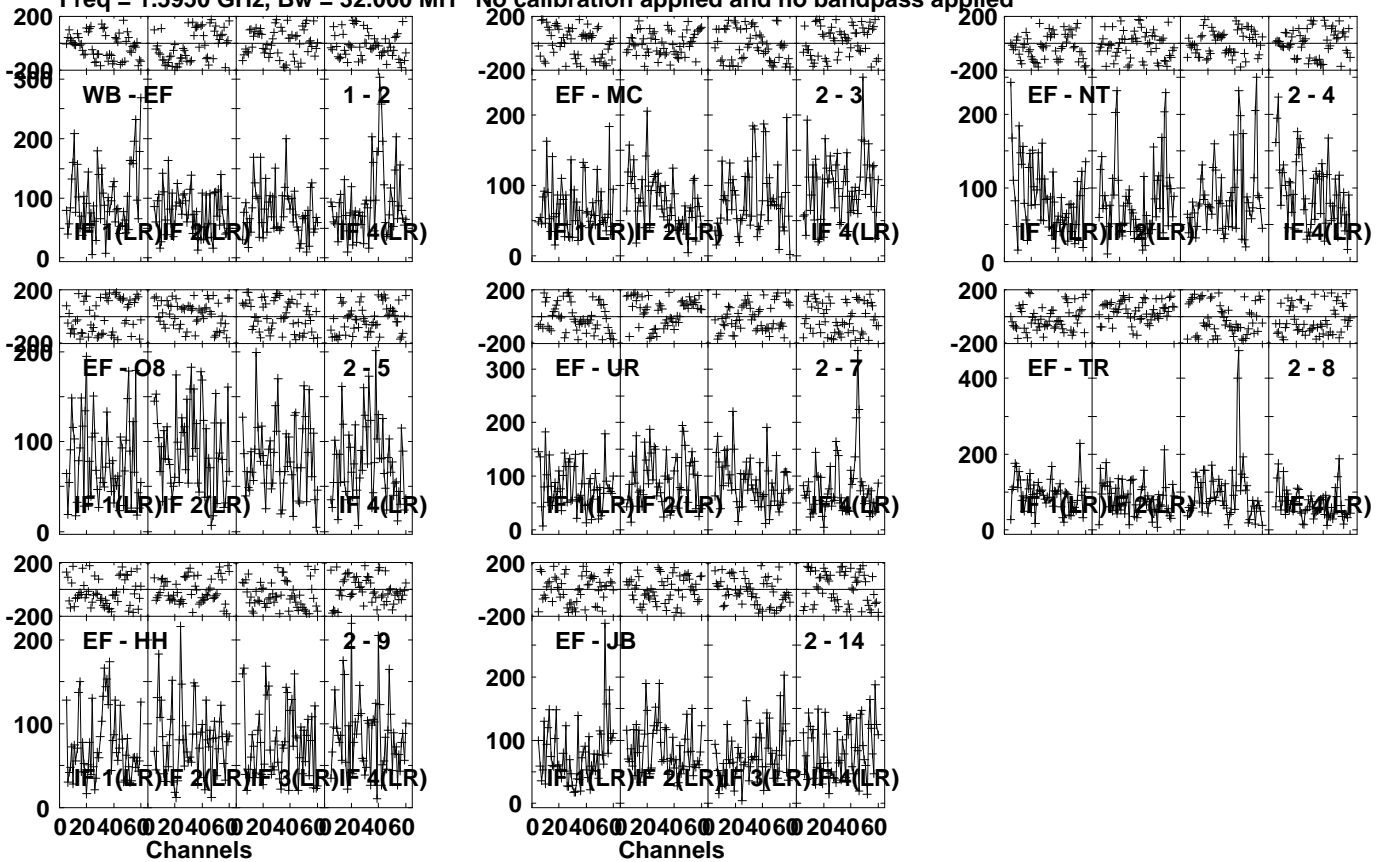 Freq = 1.5950 GHz, Bw = 32.000 MH No calibration applied and no bandpass applied
200
-200
300
200
100
0
WB - EF 1 - 2
IF 1(LR) IF 2(LR) IF 4(LR)
200
-200
200
100
0
EF - MC 2 - 3
IF 1(LR) IF 2(LR) IF 4(LR)
200
-200
200
100
0
EF - NT 2 - 4
IF 1(LR) IF 2(LR) IF 4(LR)
200
-200
200
100
0
EF - O8 2 - 5
IF 1(LR) IF 2(LR) IF 4(LR)
200
-200
300
200
100
0
EF - UR 2 - 7
IF 1(LR) IF 2(LR) IF 4(LR)
200
-200
400
200
0
EF - TR 2 - 8
IF 1(LR) IF 2(LR) IF 4(LR)
200
-200
200
100
0
EF - HH 2 - 9
IF 1(LR) IF 2(LR) IF 3(LR) IF 4(LR)
0 20 40 60 0 20 40 60 0 20 40 60 0 20 40 60
Channels
200
-200
200
100
0
EF - JB 2 - 14
IF 1(LR) IF 2(LR) IF 3(LR) IF 4(LR)
0 20 40 60 0 20 40 60 0 20 40 60 0 20 40 60
Channels